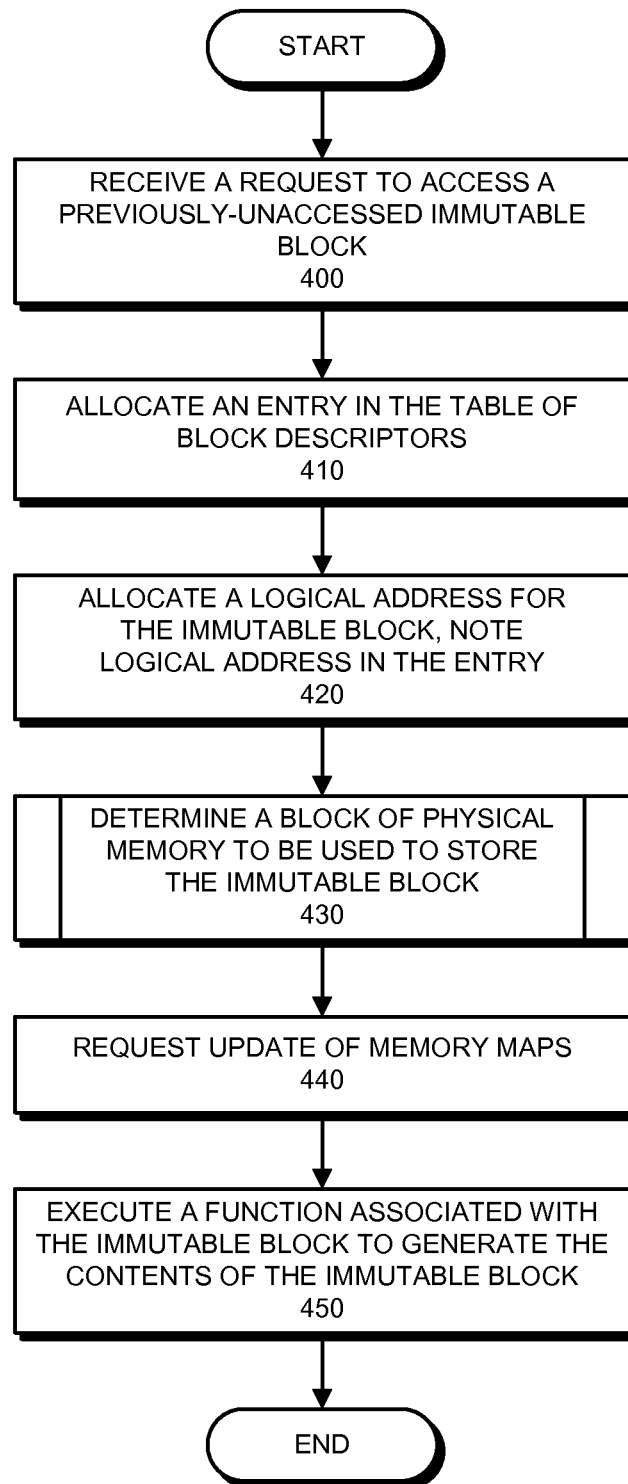 START
RECEIVE A REQUEST TO ACCESS A
PREVIOUSLY-UNACCESSED IMMUTABLE
BLOCK
400
ALLOCATE AN ENTRY IN THE TABLE OF
BLOCK DESCRIPTORS
410
ALLOCATE A LOGICAL ADDRESS FOR
THE IMMUTABLE BLOCK, NOTE
LOGICAL ADDRESS IN THE ENTRY
420
DETERMINE A BLOCK OF PHYSICAL
MEMORY TO BE USED TO STORE
THE IMMUTABLE BLOCK
430
REQUEST UPDATE OF MEMORY MAPS
440
EXECUTE A FUNCTION ASSOCIATED WITH
THE IMMUTABLE BLOCK TO GENERATE THE
CONTENTS OF THE IMMUTABLE BLOCK
450
END